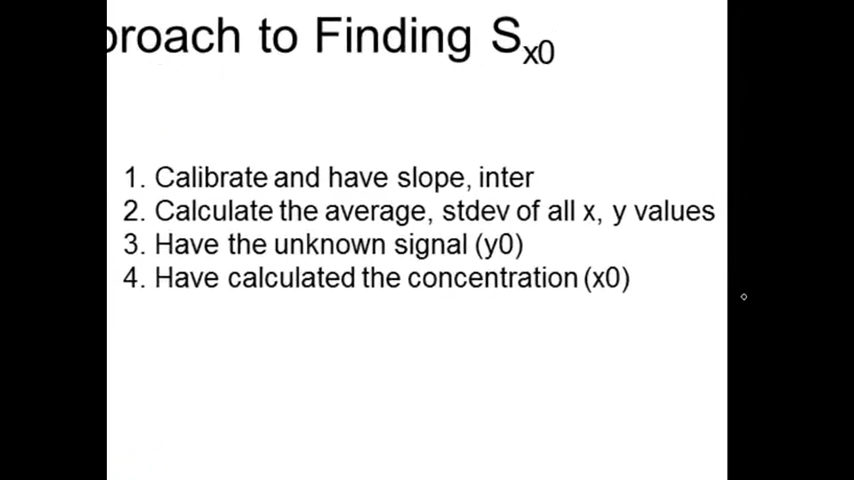 proach to Finding Sx0
1. Calibrate and have slope, inter
2. Calculate the average, stdev of all x, y values
3. Have the unknown signal (y0)
4. Have calculated the concentration (x0)